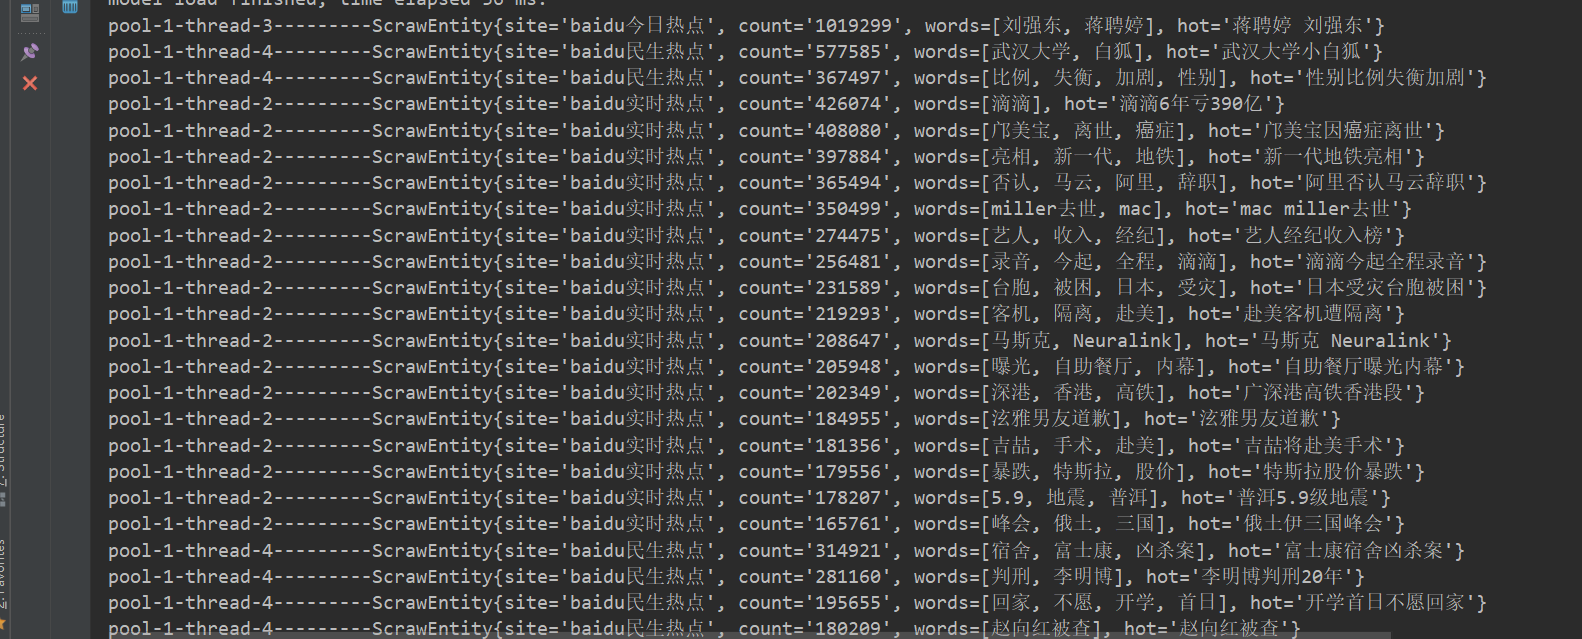 model load finished, time elapsed 56 ms.
pool-1-thread-3---------ScrawEntity{site='baidu今日热点', count='1019299', words=[刘强东, 蒋聘婷], hot='蒋聘婷 刘强东'}
pool-1-thread-4---------ScrawEntity{site='baidu民生热点', count='577585', words=[武汉大学, 白狐], hot='武汉大学小白狐'}
pool-1-thread-4---------ScrawEntity{site='baidu民生热点', count='367497', words=[比例, 失衡, 加剧, 性别], hot='性别比例失衡加剧'}
pool-1-thread-2---------ScrawEntity{site='baidu实时热点', count='426074', words=[滴滴], hot='滴滴6年亏390亿'}
pool-1-thread-2---------ScrawEntity{site='baidu实时热点', count='408080', words=[邝美宝, 离世, 癌症], hot='邝美宝因癌症离世'}
pool-1-thread-2---------ScrawEntity{site='baidu实时热点', count='397884', words=[亮相, 新一代, 地铁], hot='新一代地铁亮相'}
pool-1-thread-2---------ScrawEntity{site='baidu实时热点', count='365494', words=[否认, 马云, 阿里, 辞职], hot='阿里否认马云辞职'}
pool-1-thread-2---------ScrawEntity{site='baidu实时热点', count='350499', words=[miller去世, mac], hot='mac miller去世'}
pool-1-thread-2---------ScrawEntity{site='baidu实时热点', count='274475', words=[艺人, 收入, 经纪], hot='艺人经纪收入榜'}
pool-1-thread-2---------ScrawEntity{site='baidu实时热点', count='256481', words=[录音, 今起, 全程, 滴滴], hot='滴滴今起全程录音'}
pool-1-thread-2---------ScrawEntity{site='baidu实时热点', count='231589', words=[台胞, 被困, 日本, 受灾], hot='日本受灾台胞被困'}
pool-1-thread-2---------ScrawEntity{site='baidu实时热点', count='219293', words=[客机, 隔离, 赴美], hot='赴美客机遭隔离'}
pool-1-thread-2---------ScrawEntity{site='baidu实时热点', count='208647', words=[马斯克, Neuralink], hot='马斯克 Neuralink'}
pool-1-thread-2---------ScrawEntity{site='baidu实时热点', count='205948', words=[曝光, 自助餐厅, 内幕], hot='自助餐厅曝光内幕'}
pool-1-thread-2---------ScrawEntity{site='baidu实时热点', count='202349', words=[深港, 香港, 高铁], hot='广深港高铁香港段'}
pool-1-thread-2---------ScrawEntity{site='baidu实时热点', count='184955', words=[泫雅男友道歉], hot='泫雅男友道歉'}
pool-1-thread-2---------ScrawEntity{site='baidu实时热点', count='181356', words=[吉喆, 手术, 赴美], hot='吉喆将赴美手术'}
pool-1-thread-2---------ScrawEntity{site='baidu实时热点', count='179556', words=[暴跌, 特斯拉, 股价], hot='特斯拉股价暴跌'}
pool-1-thread-2---------ScrawEntity{site='baidu实时热点', count='178207', words=[5.9, 地震, 普洱], hot='普洱5.9级地震'}
pool-1-thread-2---------ScrawEntity{site='baidu实时热点', count='165761', words=[峰会, 俄土, 三国], hot='俄土伊三国峰会'}
pool-1-thread-4---------ScrawEntity{site='baidu民生热点', count='314921', words=[宿舍, 富士康, 凶杀案], hot='富士康宿舍凶杀案'}
pool-1-thread-4---------ScrawEntity{site='baidu民生热点', count='281160', words=[判刑, 李明博], hot='李明博判刑20年'}
pool-1-thread-4---------ScrawEntity{site='baidu民生热点', count='195655', words=[回家, 不愿, 开学, 首日], hot='开学首日不愿回家'}
pool-1-thread-4---------ScrawEntity{site='baidu民生热点', count='180209', words=[赵向红被查], hot='赵向红被查'}
Z: Structure
2: Favorites